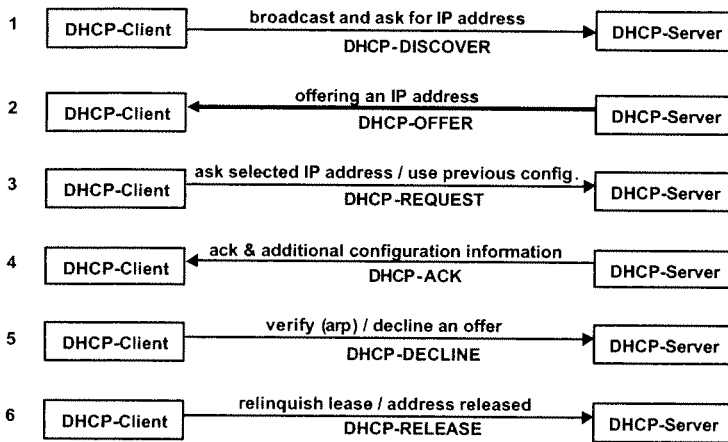 broadcast and ask for IP address
1 DHCP-Client DHCP-Server
DHCP-DISCOVER
offering an IP address
2 DHCP-Client DHCP-Server
DHCP-OFFER
ask selected IP address / use previous config.
3 DHCP-Client DHCP-Server
DHCP-REQUEST
ack & additional configuration information
4 DHCP-Client DHCP-Server
DHCP-ACK
verify (arp) / decline an offer
5 DHCP-Client DHCP-Server
DHCP-DECLINE
relinquish lease / address released
6 DHCP-Client DHCP-Server
DHCP-RELEASE